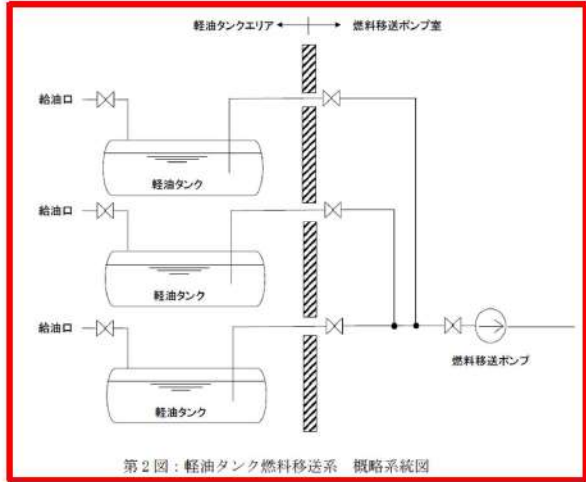 軽油タンクエリア
燃料移送ポンプ室
給油口
軽油タンク
給油口
軽油タンク
給油口
軽油タンク
燃料移送ポンプ
第2図：軽油タンク燃料移送系　概略系統図